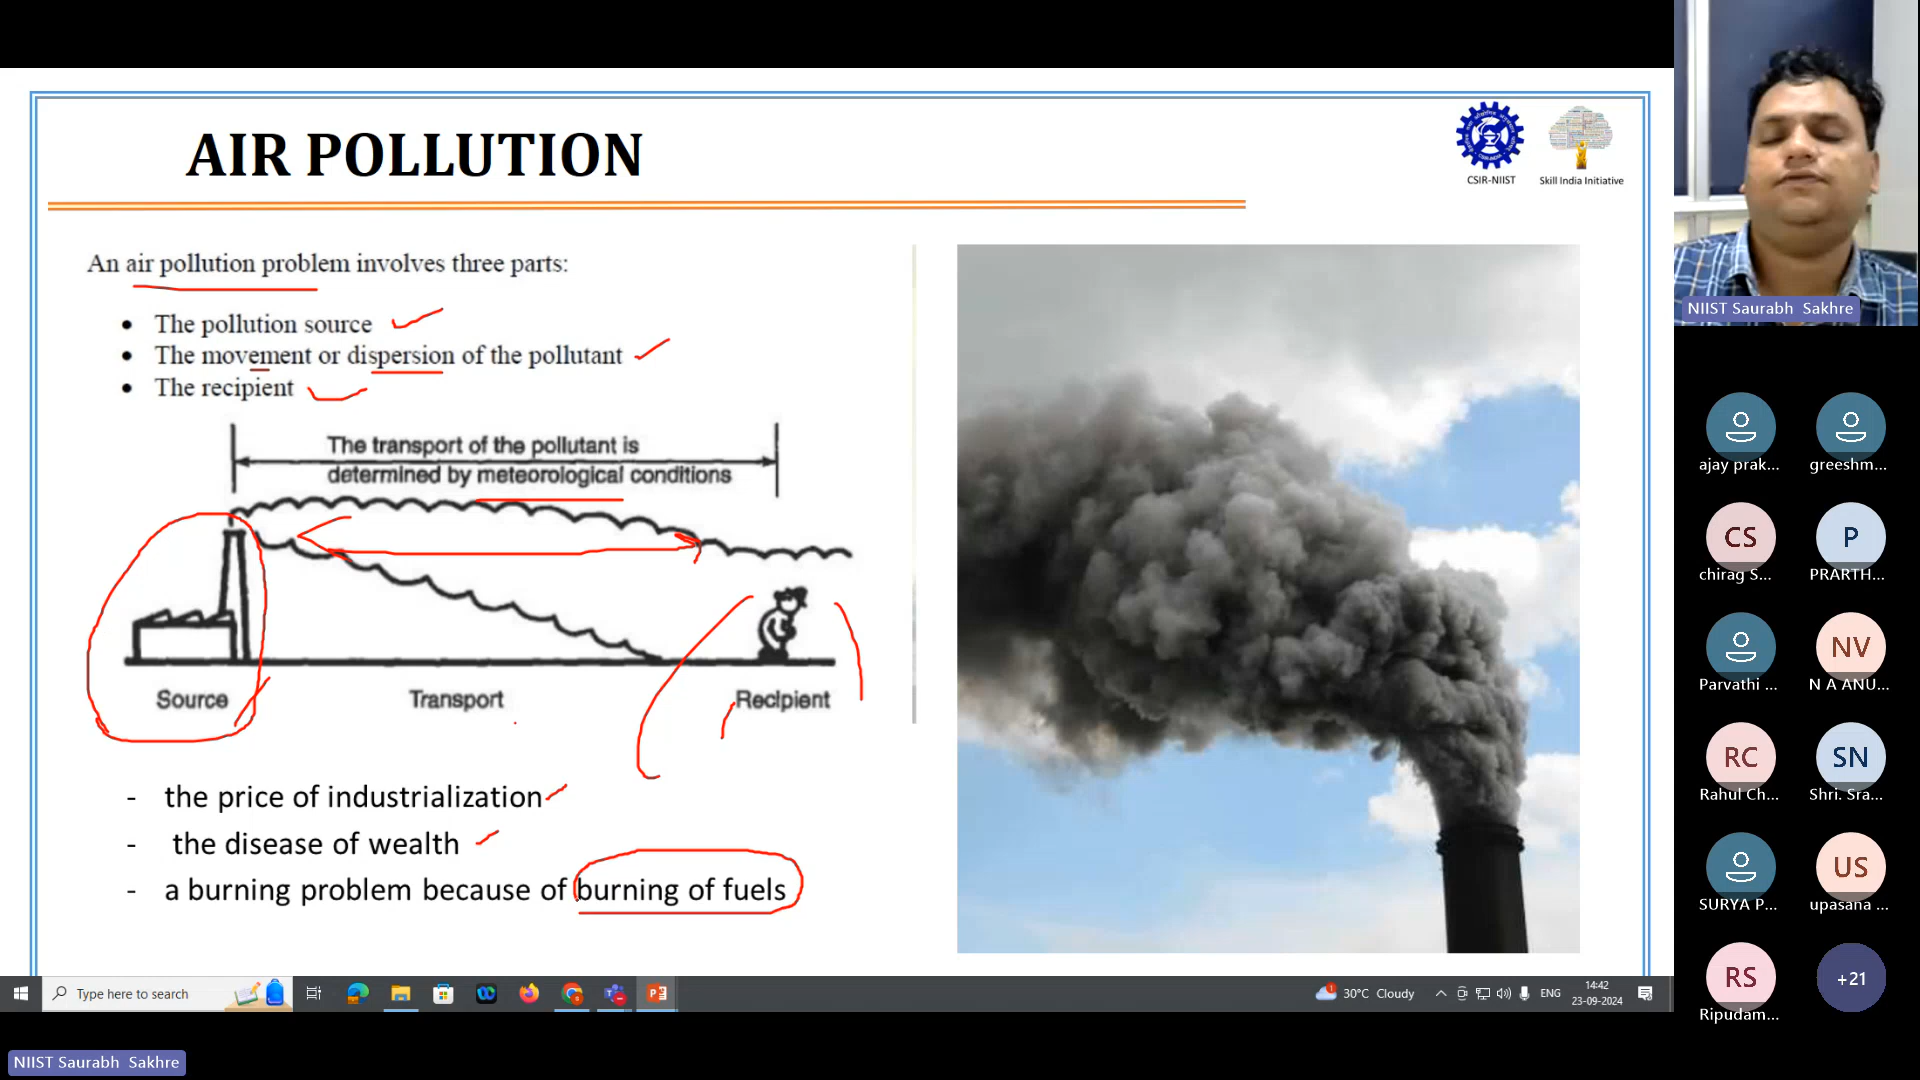 AIR POLLUTION
CSIR-NIIST
Skill India Initiative
An air pollution problem involves three parts:
• The pollution source
• The movement or dispersion of the pollutant
• The recipient
The transport of the pollutant is
determined by meteorological conditions
Source
Transport
Recipient
- the price of industrialization
- the disease of wealth
- a burning problem because of burning of fuels
NIIST Saurabh Sakhre
ajay prak...
greeshm...
CS
chirag S...
P
PRARTH...
Parvathi ...
NV
N A ANU...
RC
Rahul Ch...
SN
Shri. Sra...
SURYA P...
US
upasana ...
RS
Ripudam...
+21
Type here to search
1
30°C Cloudy
ENG
14:42
23-09-2024
NIIST Saurabh Sakhre